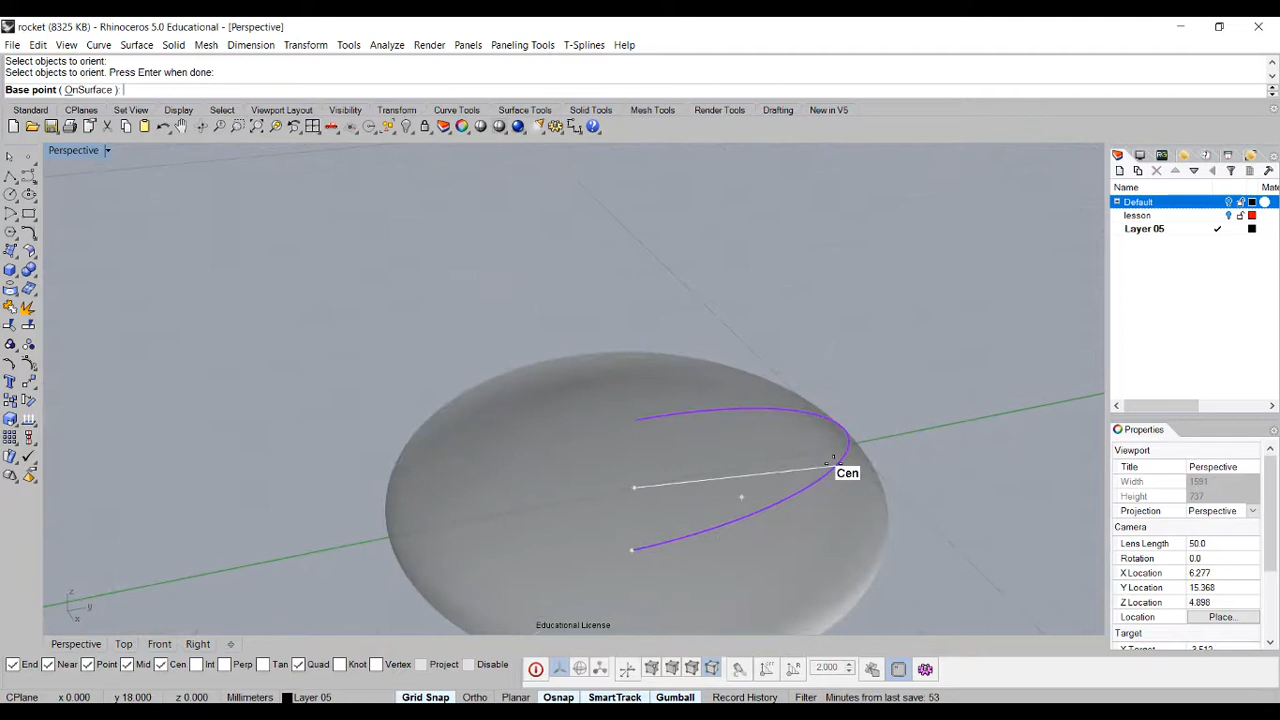 rocket (8325 KB) - Rhinoceros 5.0 Educational - [Perspective]
File Edit View Curve Surface Solid Mesh Dimension Transform Tools Analyze Render Panels Paneling Tools T-Splines Help
Select objects to orient:
Select objects to orient. Press Enter when done:
Base point ( OnSurface ):
Standard CPlanes Set View Display Select Viewport Layout Visibility Transform Curve Tools Surface Tools Solid Tools Mesh Tools Render Tools Drafting New in V5
Perspective
Name Mate
Default
lesson
Layer 05
Cen
z
y
x
Educational License
Properties
Viewport
Title Perspective
Width 1591
Height 737
Projection Perspective
Camera
Lens Length 50.0
Rotation 0.0
X Location 6.277
Y Location 15.368
Z Location 4.898
Location Place...
Target
X Target -3.512
Perspective Top Front Right
End Near Point Mid Cen Int Perp Tan Quad Knot Vertex Project Disable 2.000
CPlane x 0.000 y 18.000 z 0.000 Millimeters Layer 05 Grid Snap Ortho Planar Osnap SmartTrack Gumball Record History Filter Minutes from last save: 53